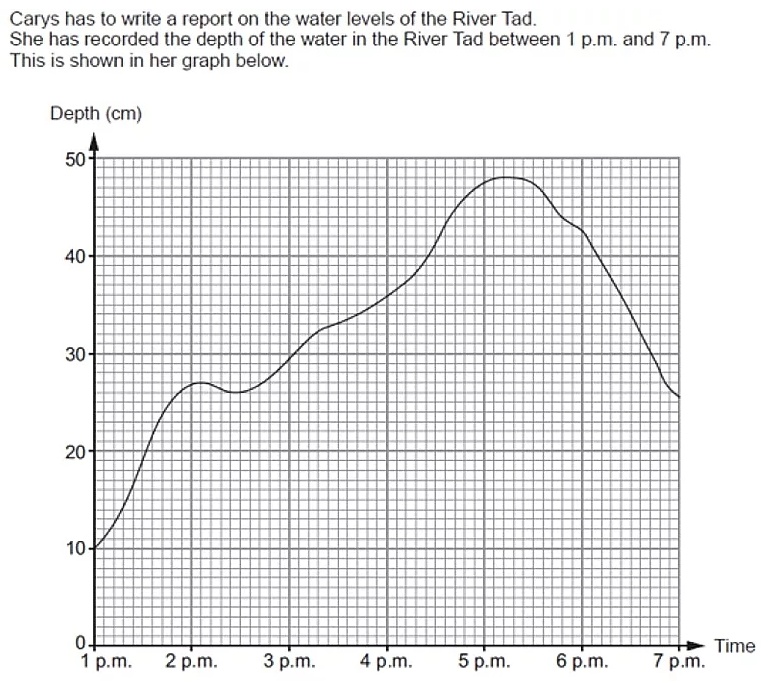 Carys has to write a report on the water levels of the River Tad.
She has recorded the depth of the water in the River Tad between 1 p.m. and 7 p.m.
This is shown in her graph below.
Depth (cm)
50
40
30
20
10
0
1 p.m. 2 p.m. 3 p.m. 4 p.m. 5 p.m. 6 p.m. 7 p.m.
Time